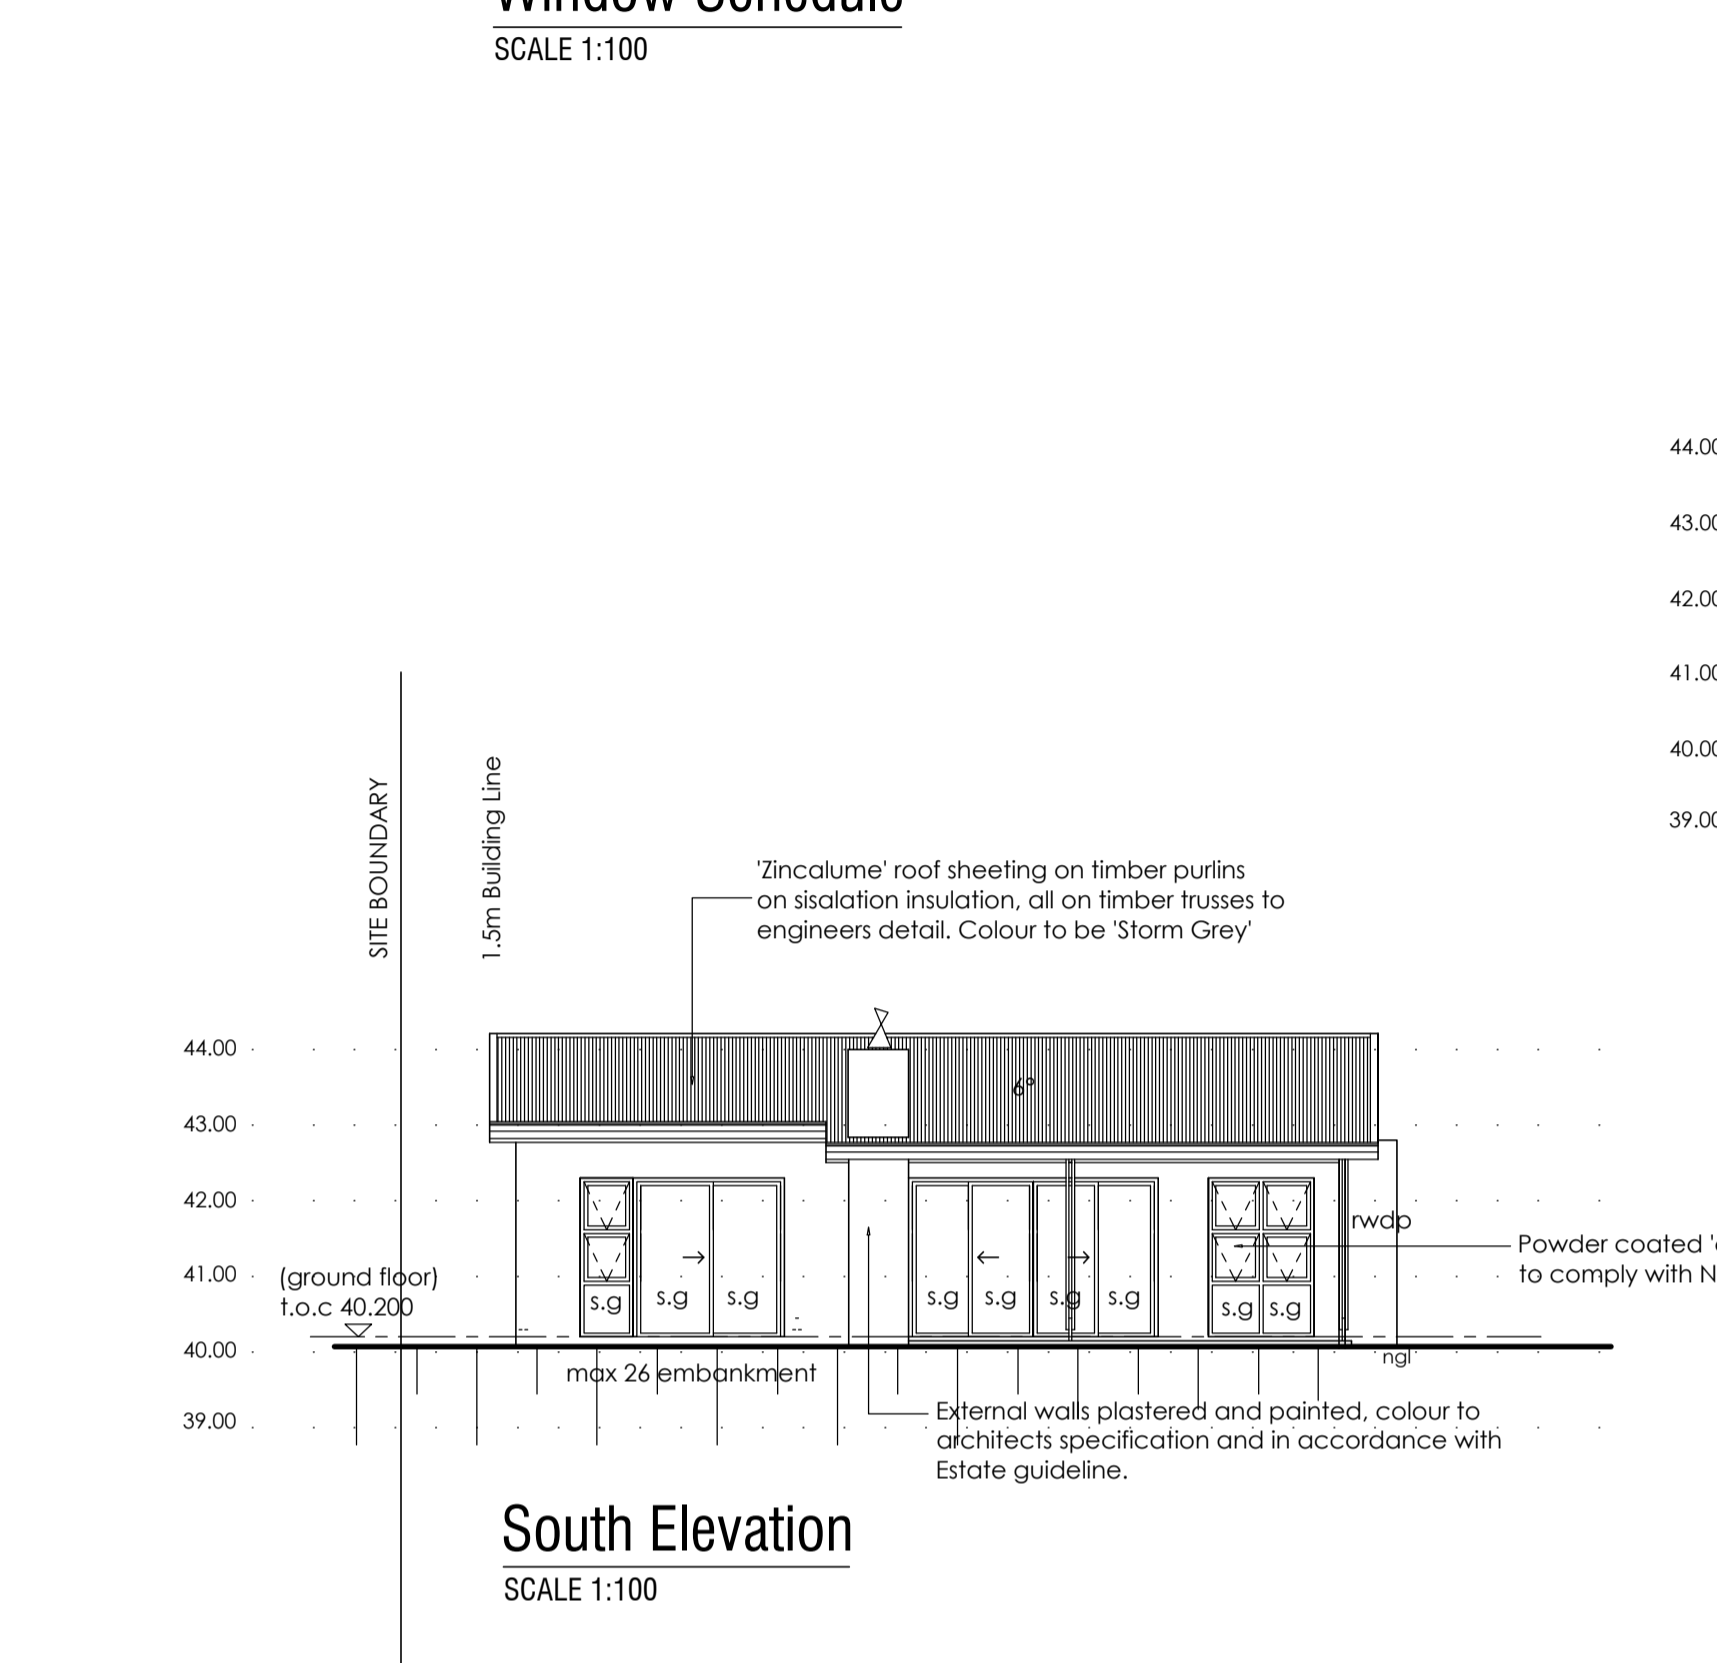 Window Schedule
SCALE 1:100
44.00
43.00
42.00
41.00
40.00
39.00
SITE BOUNDARY
1.5m Building Line
'Zincalume' roof sheeting on timber purlins
on sisalation insulation, all on timber trusses to
engineers detail. Colour to be 'Storm Grey'
44.00
43.00
42.00
41.00
40.00
39.00
6°
(ground floor)
t.o.c 40.200
s.g
s.g
s.g
s.g
s.g
s.g
s.g
s.g
s.g
rwdp
Powder coated
to comply with
ngl
max 26 embankment
External walls plastered and painted, colour to
architects specification and in accordance with
Estate guideline.
South Elevation
SCALE 1:100